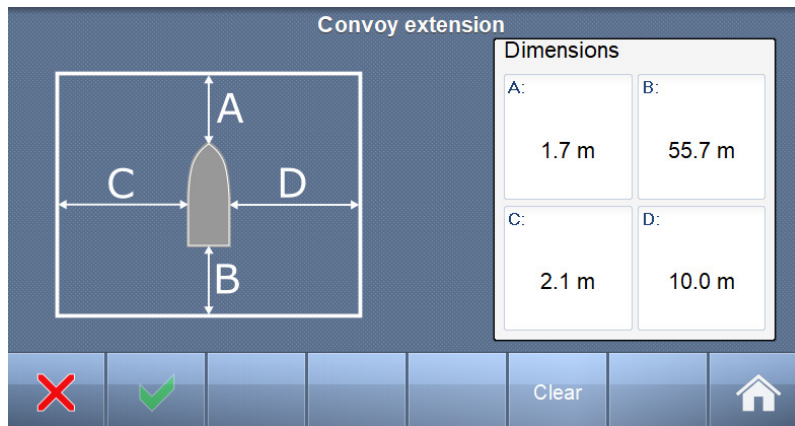 Convoy extension
Dimensions
A
C
D
B
A:
B:
1.7 m
55.7 m
C:
D:
2.1 m
10.0 m
Clear